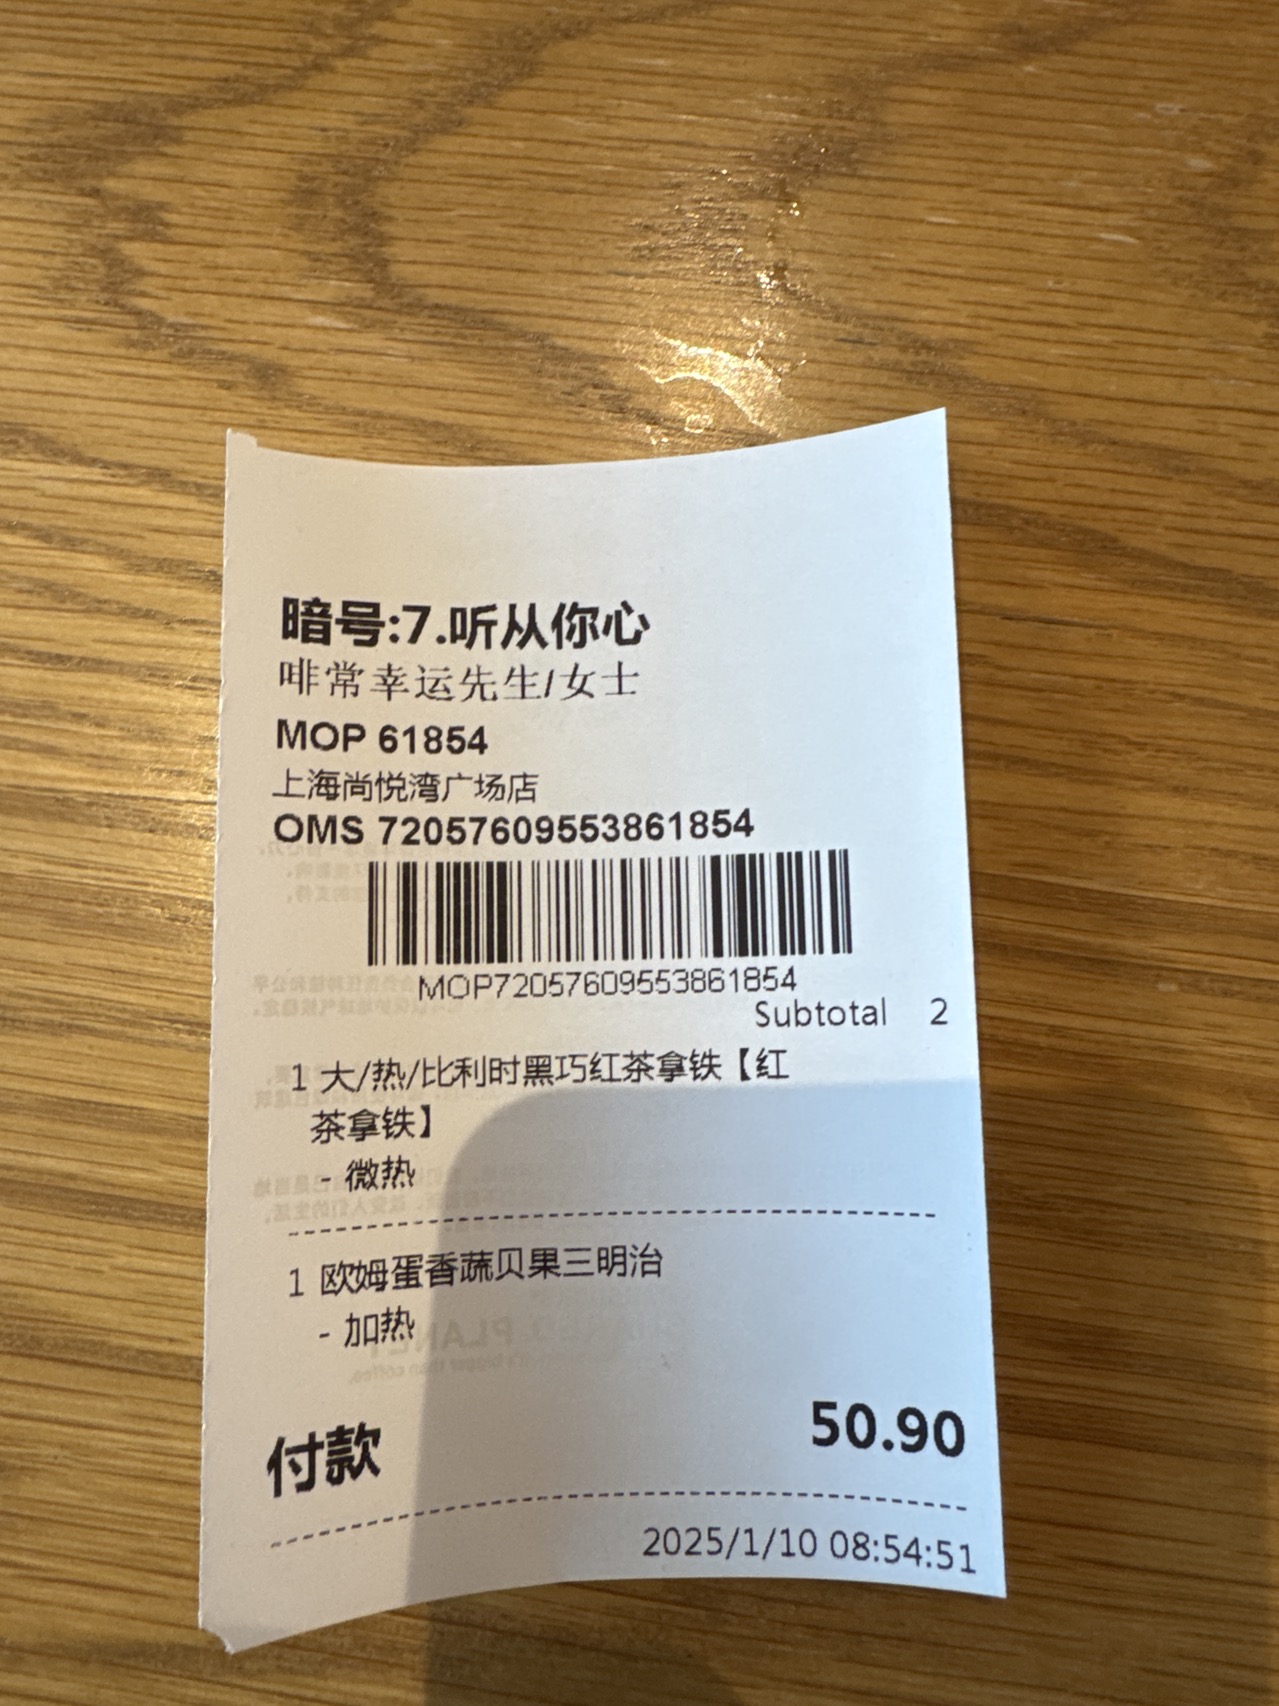 暗号:7.听从你心
啡常幸运先生/女士
MOP 61854
上海尚悦湾广场店
OMS 72057609553861854
MOP72057609553861854
Subtotal 2
1 大/热/比利时黑巧红茶拿铁【红
茶拿铁】
- 微热
1 欧姆蛋香蔬贝果三明治
- 加热
付款 50.90
2025/1/10 08:54:51